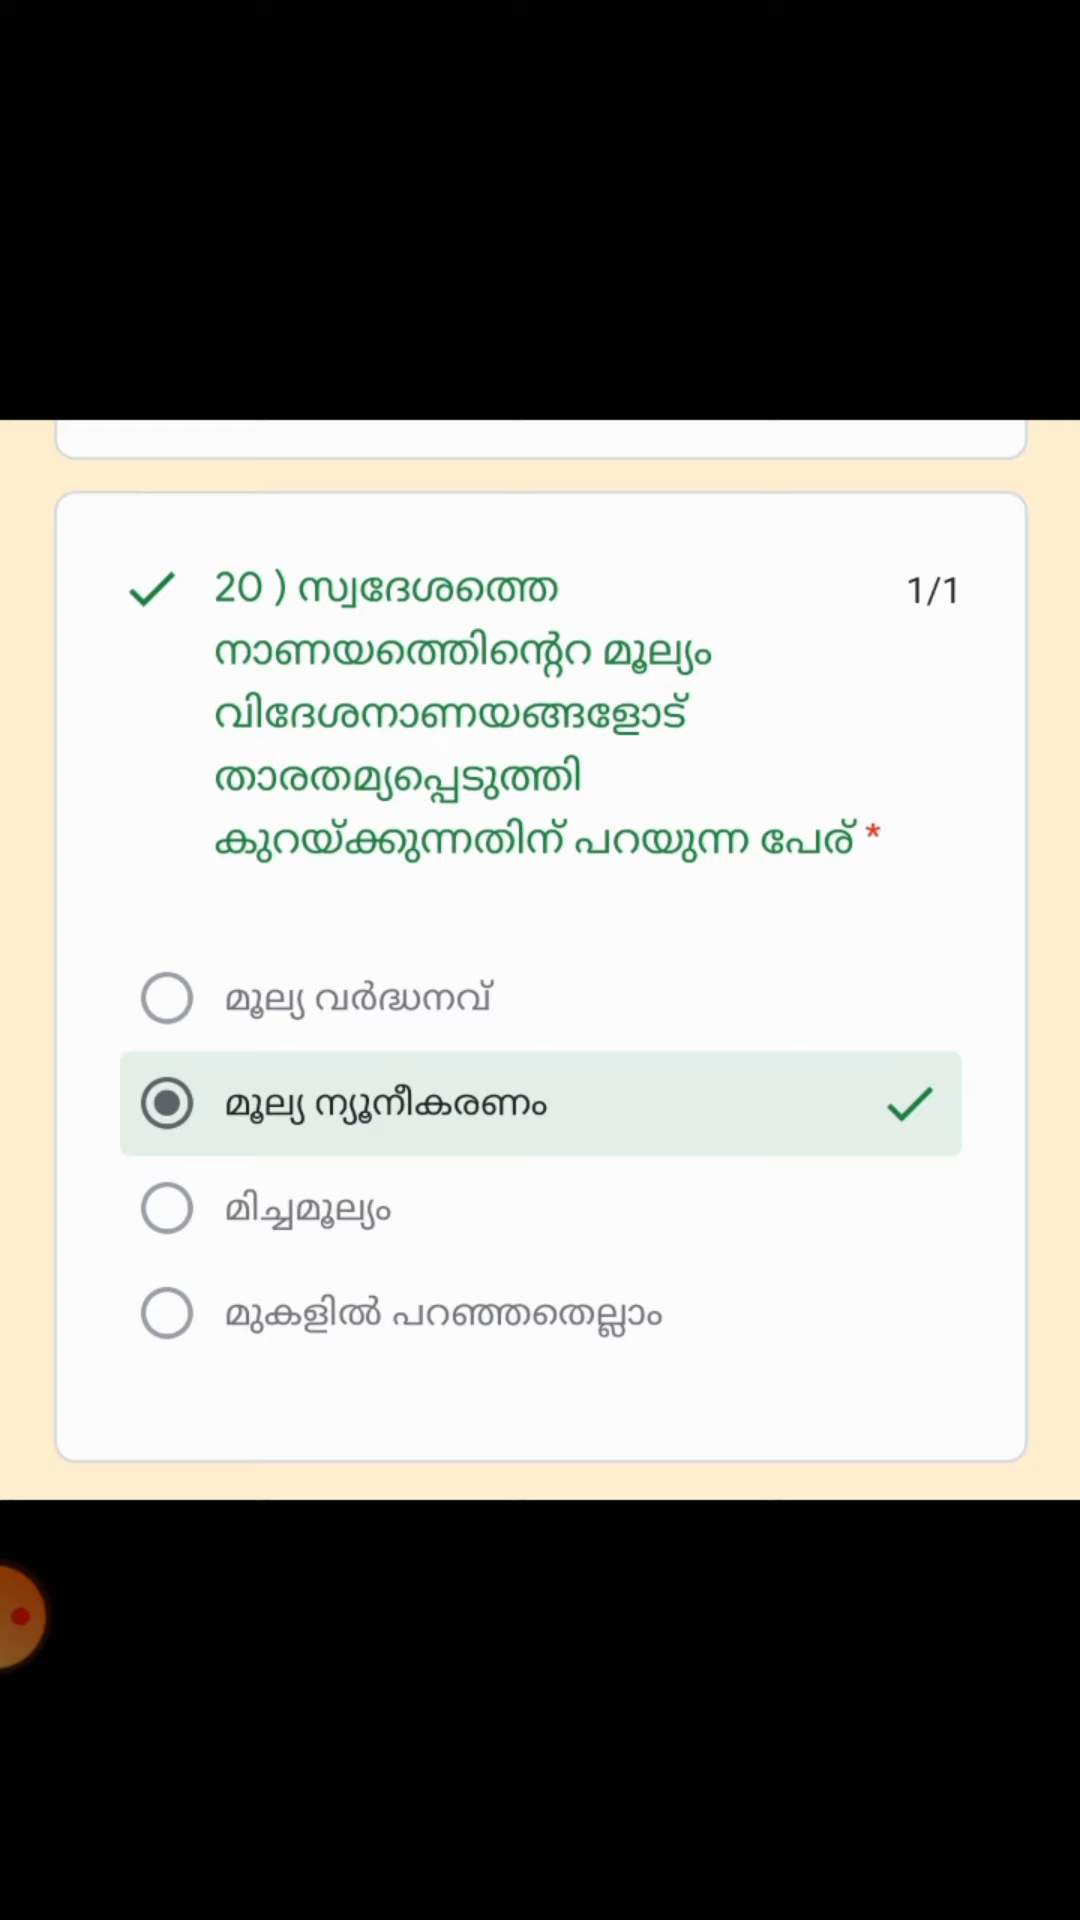 20 ) സ്വദേശത്തെ
1/1
നാണയത്തിൻ്റെറ മൂല്യം
വിദേശനാണയങ്ങളോട്
താരതമ്യപ്പെടുത്തി
കുറയ്ക്കുന്നതിന് പറയുന്ന പേര് *
മൂല്യ വർദ്ധനവ്
മൂല്യ ന്യൂനീകരണം
മിച്ചമൂല്യം
മുകളിൽ പറഞ്ഞതെല്ലാം